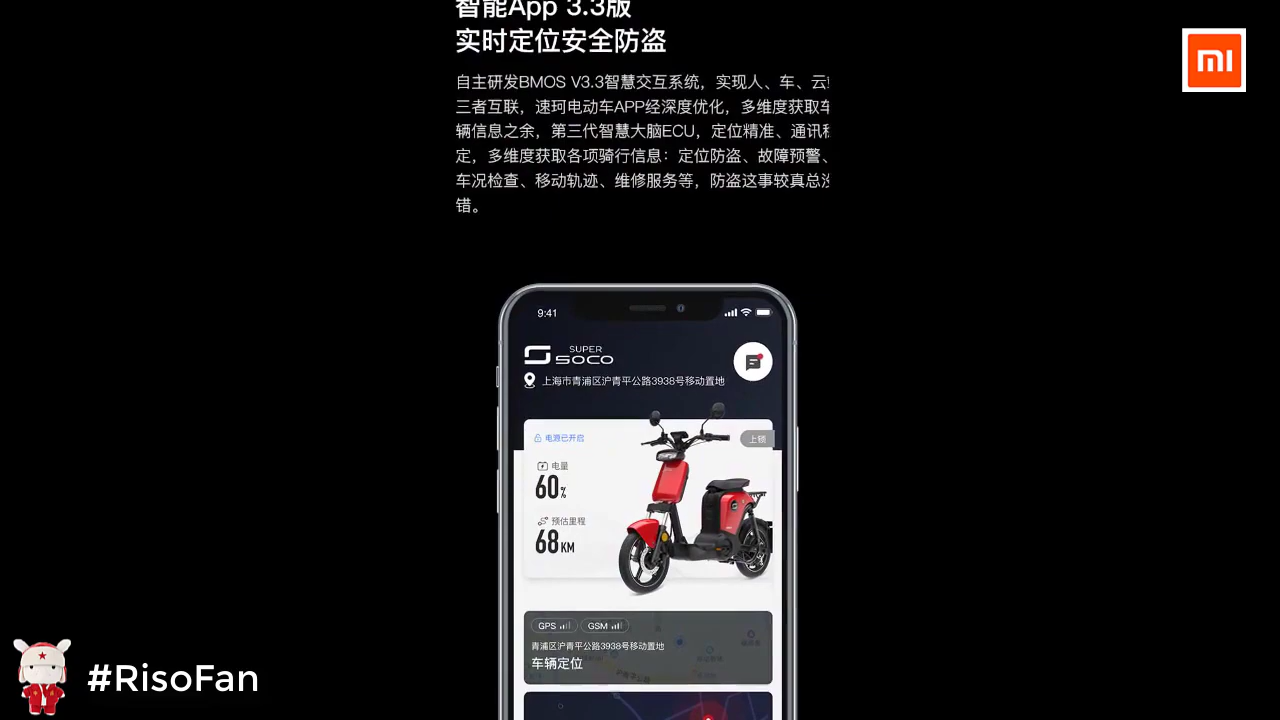 智能App 3.3版
实时定位安全防盗
自主研发BMOS V3.3智慧交互系统，实现人、车、云
三者互联，速珂电动车APP经深度优化，多维度获取车
辆信息之余，第三代智慧大脑ECU，定位精准、通讯
定，多维度获取各项骑行信息：定位防盗、故障预警、
车况检查、移动轨迹、维修服务等，防盗这事较真总没
错。
9:41
SUPER
SOCO
上海市青浦区沪青平公路3938号移动置地
电源已开启
上锁
电量
60%
预估里程
68KM
GPS
GSM
青浦区沪青平公路3938号移动置地
车辆定位
#RisoFan
mi